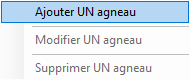 Ajouter UN agneau
Modifier UN agneau
Supprimer UN agneau